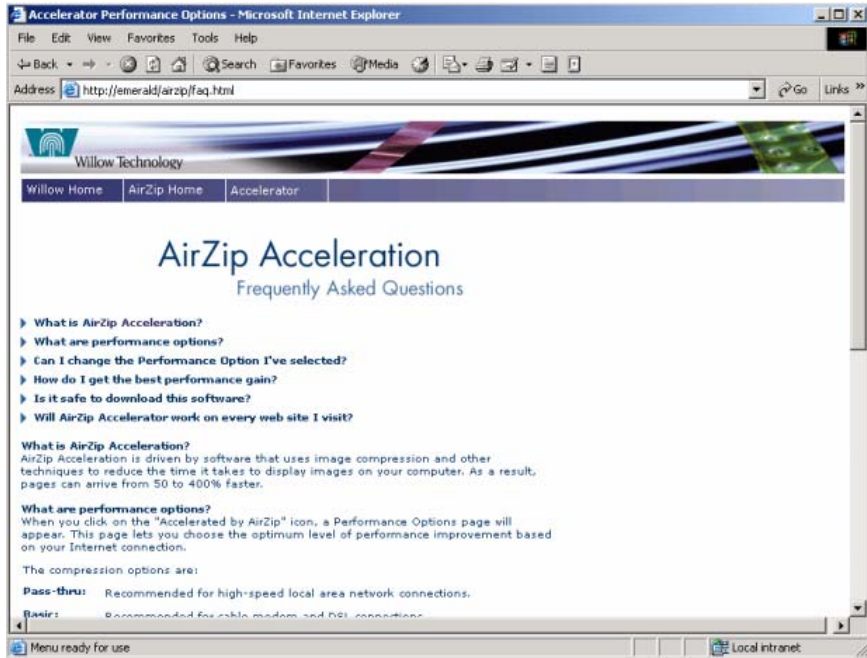 Accelerator Performance Options - Microsoft Internet Explorer
File Edit View Favorites Tools Help
Back Search Favorites Media
Address http://emerald/airzip/faq.html Go Links »
Willow Technology
Willow Home AirZip Home Accelerator
AirZip Acceleration
Frequently Asked Questions
What is AirZip Acceleration?
What are performance options?
Can I change the Performance Option I've selected?
How do I get the best performance gain?
Is it safe to download this software?
Will AirZip Accelerator work on every web site I visit?
What is AirZip Acceleration?
AirZip Acceleration is driven by software that uses image compression and other
techniques to reduce the time it takes to display images on your computer. As a result,
pages can arrive from 50 to 400% faster.
What are performance options?
When you click on the "Accelerated by AirZip" icon, a Performance Options page will
appear. This page lets you choose the optimum level of performance improvement based
on your Internet connection.
The compression options are:
Pass-thru: Recommended for high-speed local area network connections.
Basic: Recommended for cable modem and DSL connections
Menu ready for use Local intranet